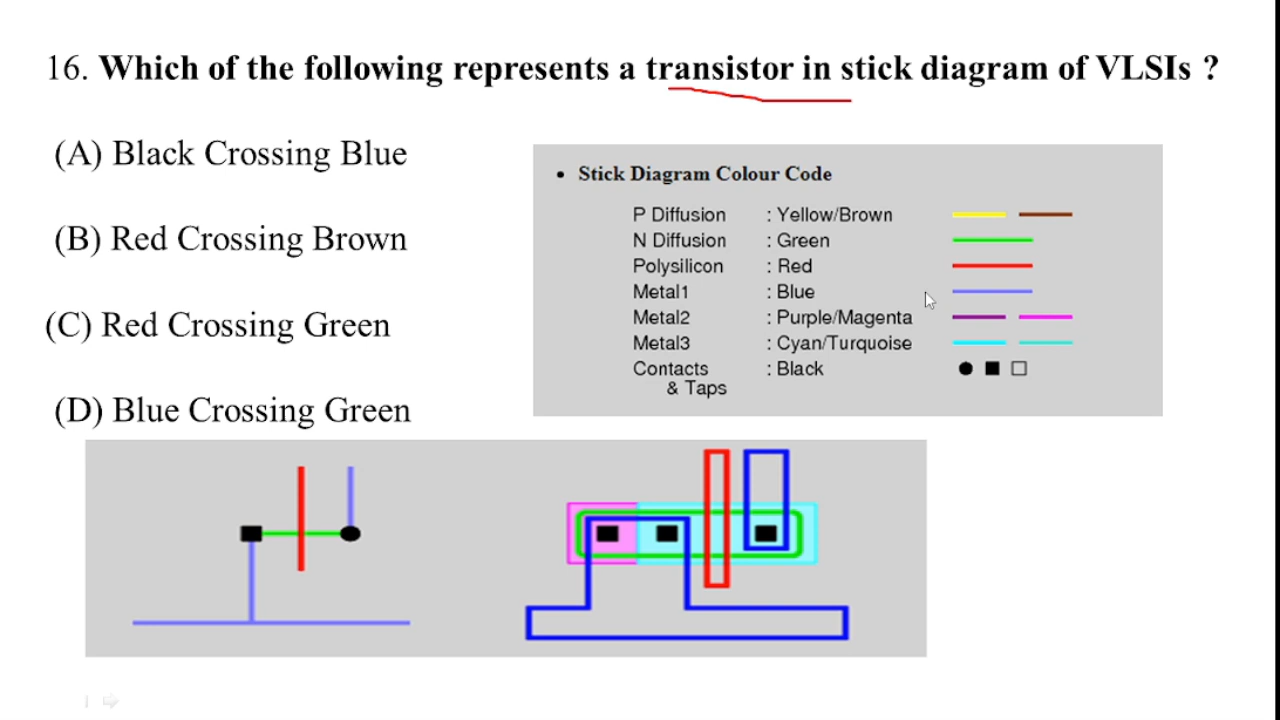 16. Which of the following represents a transistor in stick diagram of VLSIs ?
(A) Black Crossing Blue
(B) Red Crossing Brown
(C) Red Crossing Green
(D) Blue Crossing Green
• Stick Diagram Colour Code
P Diffusion : Yellow/Brown
N Diffusion : Green
Polysilicon : Red
Metal1 : Blue
Metal2 : Purple/Magenta
Metal3 : Cyan/Turquoise
Contacts : Black
& Taps